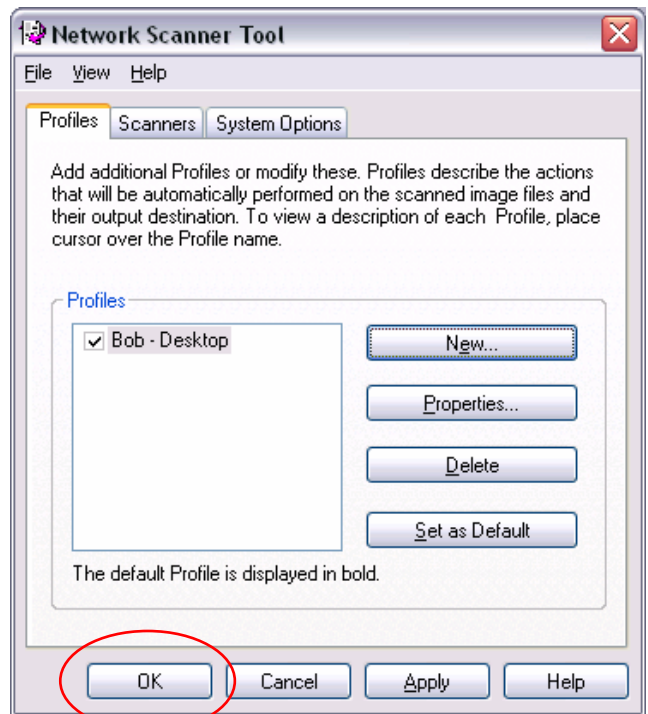 Network Scanner Tool
File View Help
Profiles Scanners System Options
Add additional Profiles or modify these. Profiles describe the actions
that will be automatically performed on the scanned image files and
their output destination. To view a description of each Profile, place
cursor over the Profile name.
Profiles
Bob - Desktop
New...
Properties...
Delete
Set as Default
The default Profile is displayed in bold.
OK Cancel Apply Help